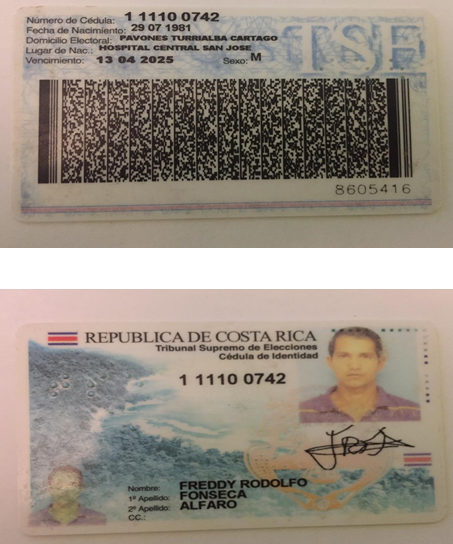 Número de Cédula: 1 1110 0742
Fecha de Nacimiento: 29 07 1981
Domicilio Electoral: PAVONES TURRIALBA CARTAGO
Lugar de Nac.: HOSPITAL CENTRAL SAN JOSE
Vencimiento: 13 04 2025 Sexo: M
TSE
8605416
REPUBLICA DE COSTA RICA
Tribunal Supremo de Elecciones
Cédula de Identidad
1 1110 0742
Nombre: FREDDY RODOLFO
1º Apellido: FONSECA
2º Apellido: ALFARO
CC.: